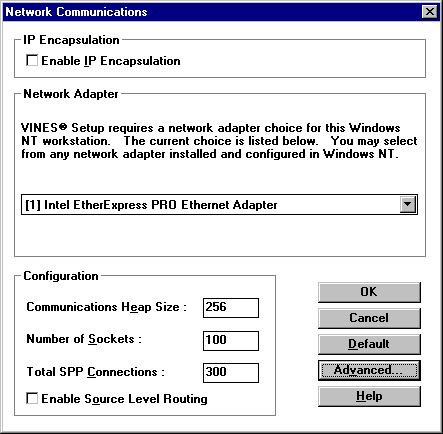 Network Communications
IP Encapsulation
Enable IP Encapsulation
Network Adapter
VINES® Setup requires a network adapter choice for this Windows
NT workstation. The current choice is listed below. You may select
from any network adapter installed and configured in Windows NT.
[1] Intel EtherExpress PRO Ethernet Adapter
Configuration
Communications Heap Size : 256
Number of Sockets : 100
Total SPP Connections : 300
Enable Source Level Routing
OK
Cancel
Default
Advanced...
Help